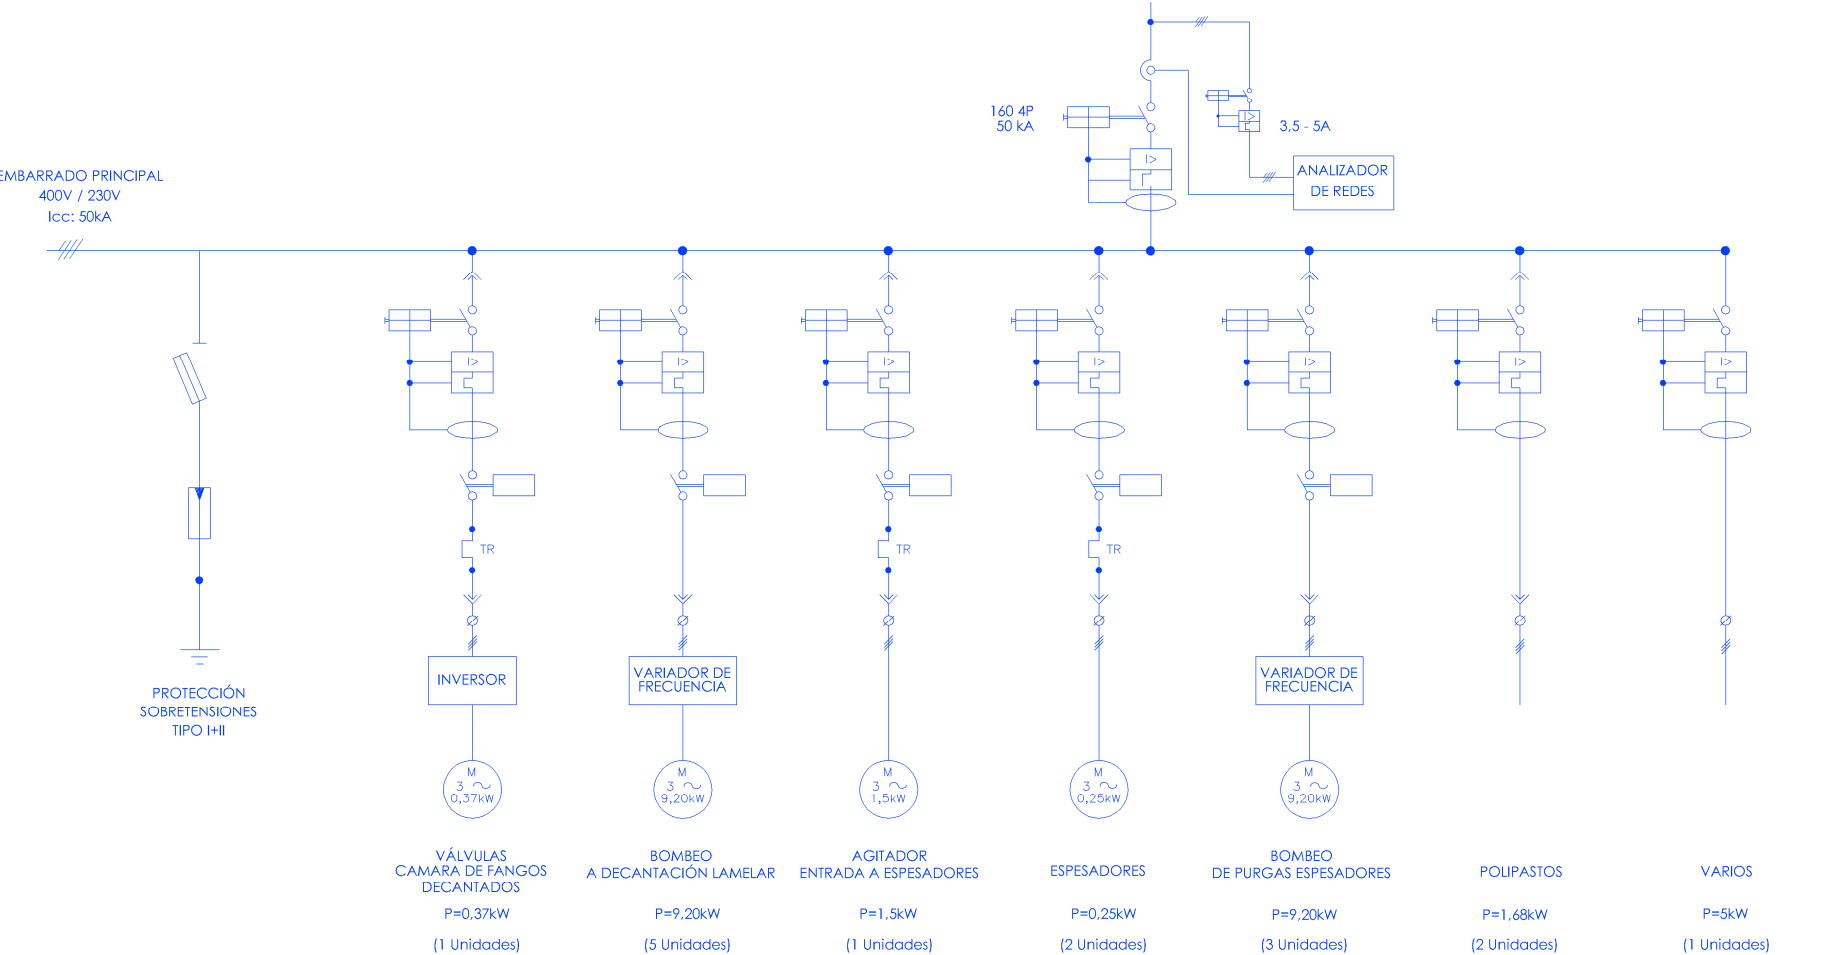 160 4P
50 kA
3,5 - 5A
ANALIZADOR
DE REDES
EMBARRADO PRINCIPAL
400V / 230V
Icc: 50kA
I>
I>
I>
I>
I>
I>
I>
I>
I>
TR
TR
TR
INVERSOR
VARIADOR DE
FRECUENCIA
VARIADOR DE
FRECUENCIA
PROTECCIÓN
SOBRETENSIONES
TIPO I+II
M
3
0,37kW
M
3
9,20kW
M
3
1,5kW
M
3
0,25kW
M
3
9,20kW
VÁLVULAS
CAMARA DE FANGOS
DECANTADOS
P=0,37kW
(1 Unidades)
BOMBEO
A DECANTACIÓN LAMELAR
P=9,20kW
(5 Unidades)
AGITADOR
ENTRADA A ESPESADORES
P=1,5kW
(1 Unidades)
ESPESADORES
P=0,25kW
(2 Unidades)
BOMBEO
DE PURGAS ESPESADORES
P=9,20kW
(3 Unidades)
POLIPASTOS
P=1,68kW
(2 Unidades)
VARIOS
P=5kW
(1 Unidades)